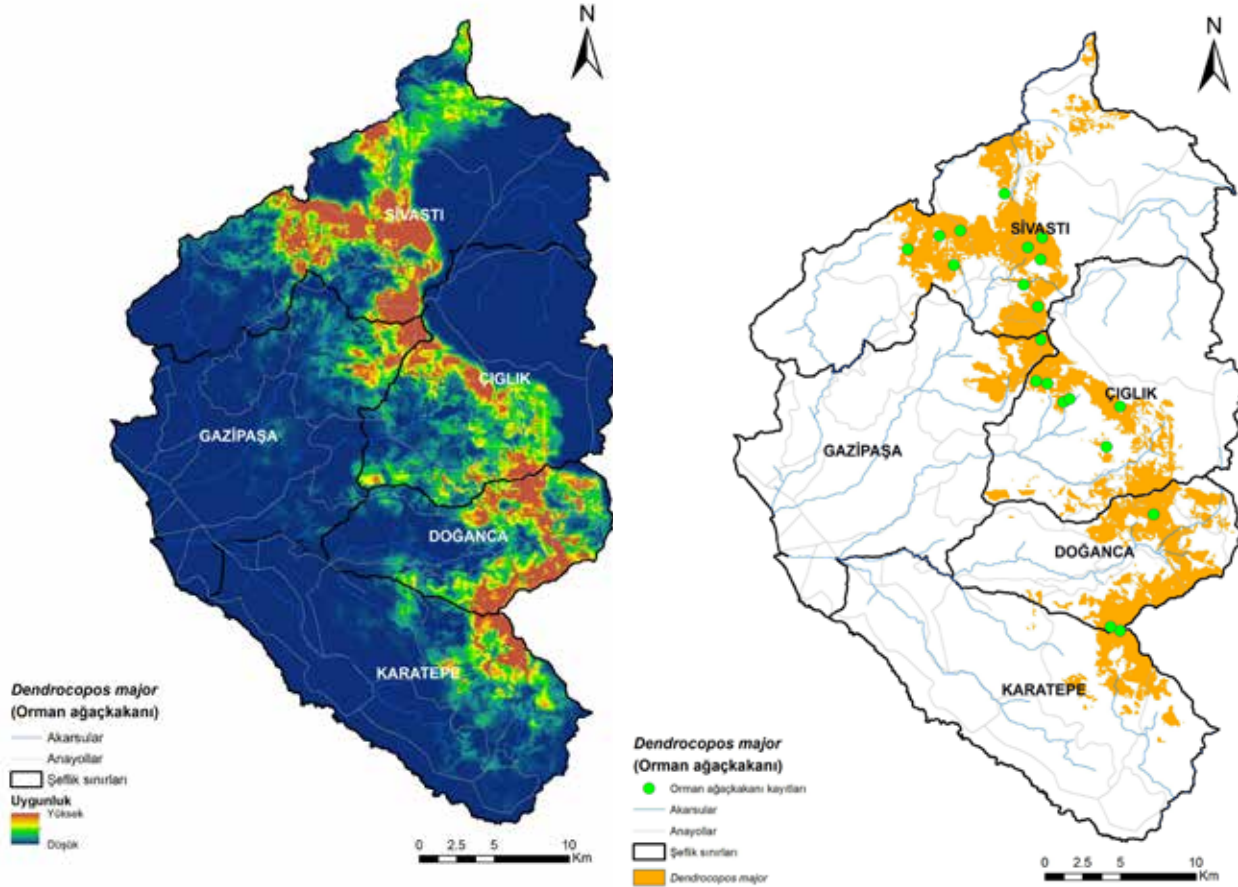 N
SİVASTI
ÇIGLIK
GAZİPAŞA
DOĞANCA
KARATEPE
Dendrocopos major
(Orman ağaçkakanı)
Akarsular
Anayollar
Şeflik sınırları
Uygunluk
Yüksek
Düşük
0 2.5 5 10
Km
N
SİVASTI
ÇIGLIK
GAZİPAŞA
DOĞANCA
KARATEPE
Dendrocopos major
(Orman ağaçkakanı)
Orman ağaçkakanı kayıtları
Akarsular
Anayollar
Şeflik sınırları
Dendrocopos major
0 2.5 5 10
Km